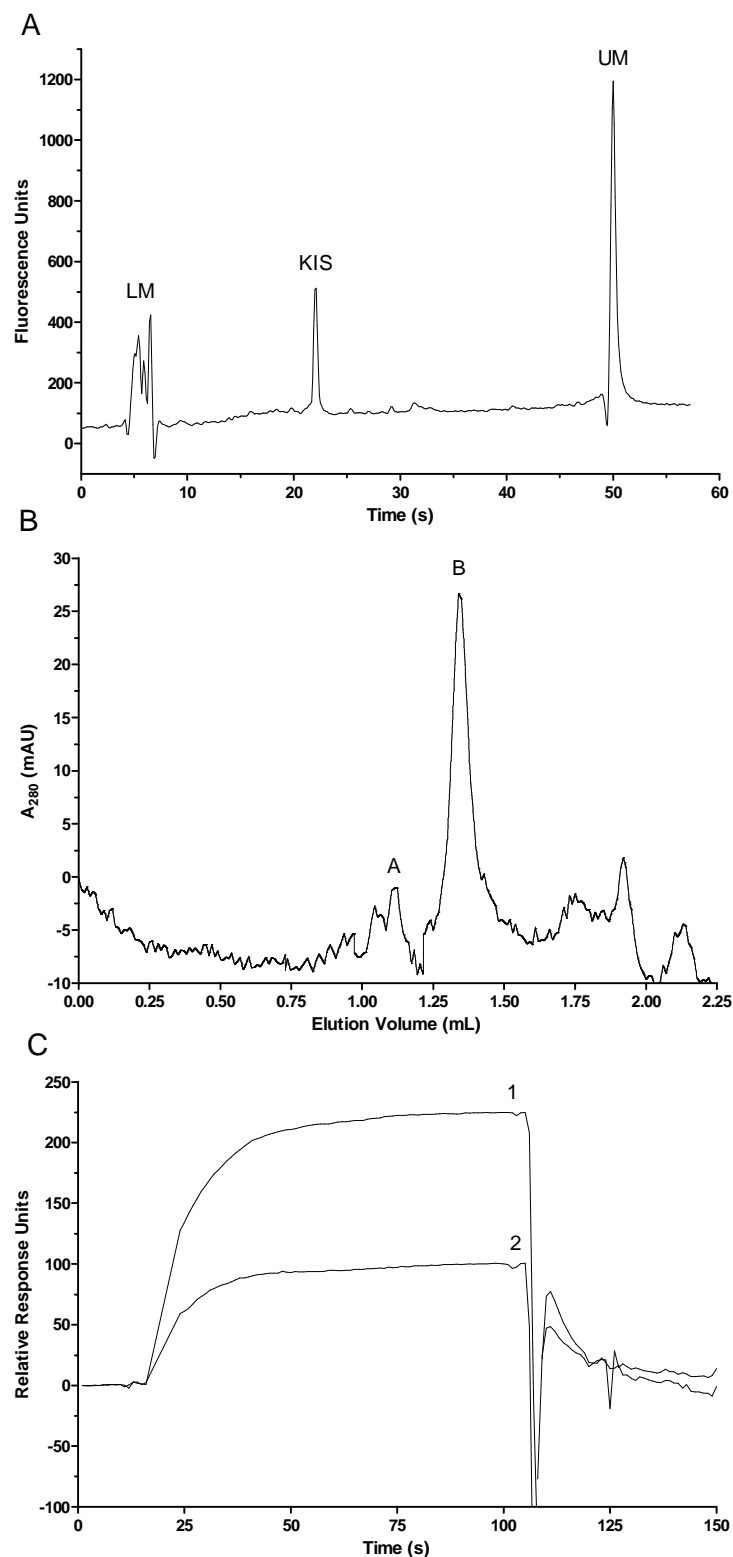 A
Fluorescence Units
1200
1000
800
600
400
200
0
LM
KIS
UM
0 10 20 30 40 50 60
Time (s)
B
A280 (mAU)
30
25
20
15
10
5
0
-5
-10
A
B
0.00 0.25 0.50 0.75 1.00 1.25 1.50 1.75 2.00 2.25
Elution Volume (mL)
C
Relative Response Units
250
200
150
100
50
0
-50
-100
1
2
0 25 50 75 100 125 150
Time (s)